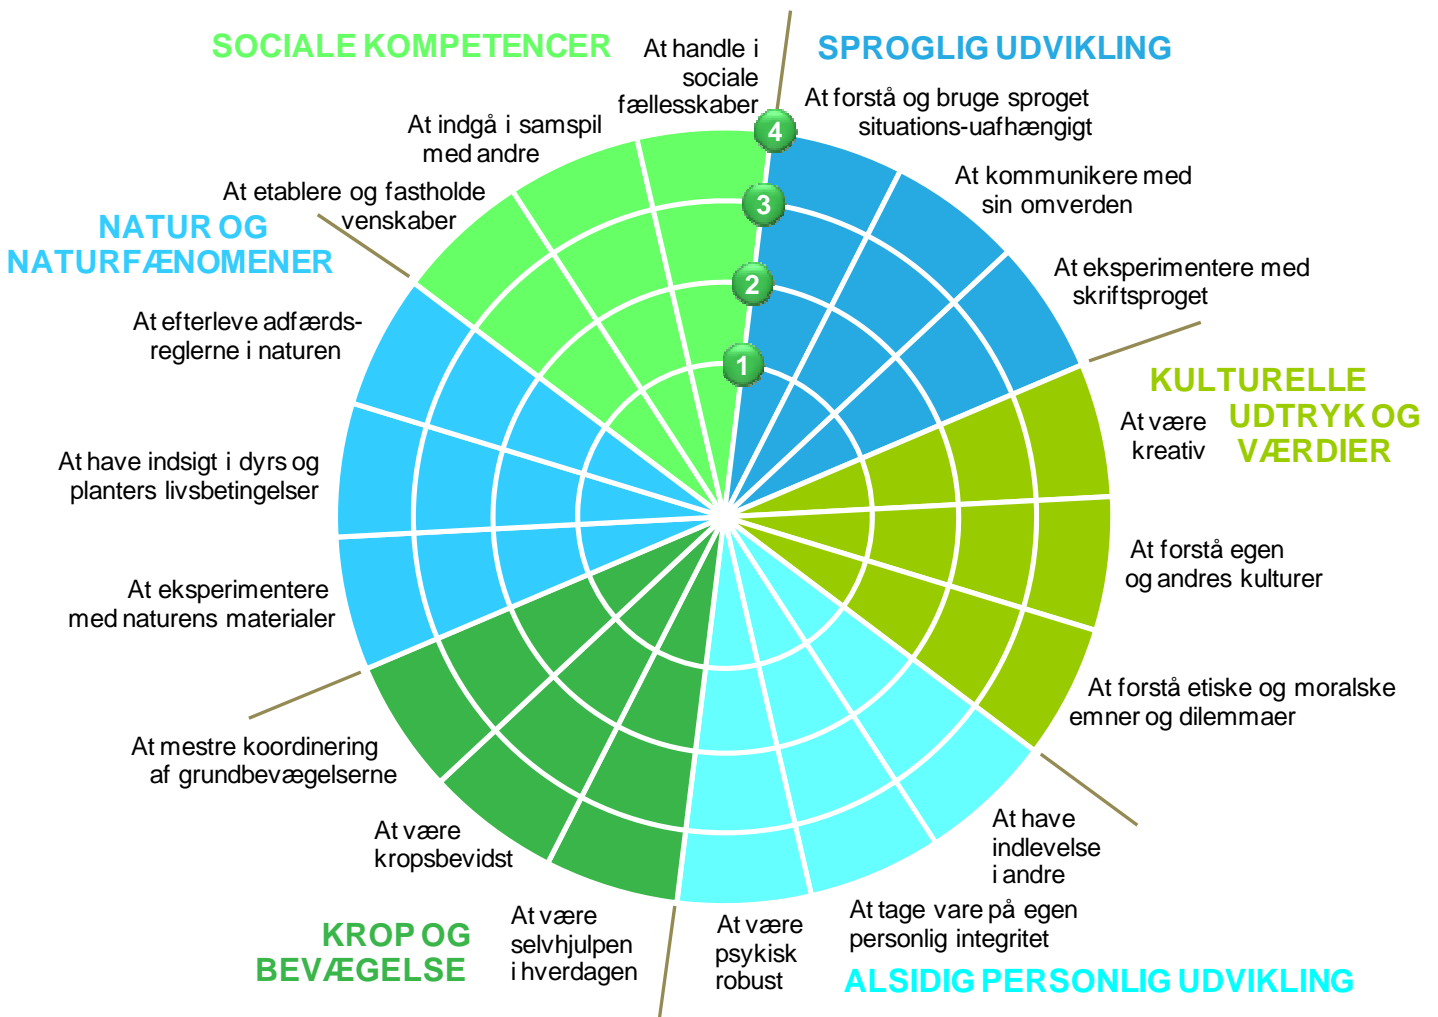 SOCIALE KOMPETENCER
At handle i
sociale
fællesskaber
At indgå i samspil
med andre
At etablere og fastholde
venskaber
SPROGLIG UDVIKLING
At forstå og bruge sproget
situations-uafhængigt
At kommunikere med
sin omverden
At eksperimentere med
skriftsproget
4
3
2
1
KULTURELLE
UDTRYK OG
VÆRDIER
At være
kreativ
At forstå egen
og andres kulturer
At forstå etiske og moralske
emner og dilemmaer
At have
indlevelse
i andre
At tage vare på egen
personlig integritet
At være
psykisk
robust
ALSIDIG PERSONLIG UDVIKLING
KROP OG
BEVÆGELSE
At være
selvhjulpen
i hverdagen
At være
kropsbevidst
At mestre koordinering
af grundbevægelserne
NATUR OG
NATURFÆNOMENER
At efterleve adfærds-
reglerne i naturen
At have indsigt i dyrs og
planters livsbetingelser
At eksperimentere
med naturens materialer